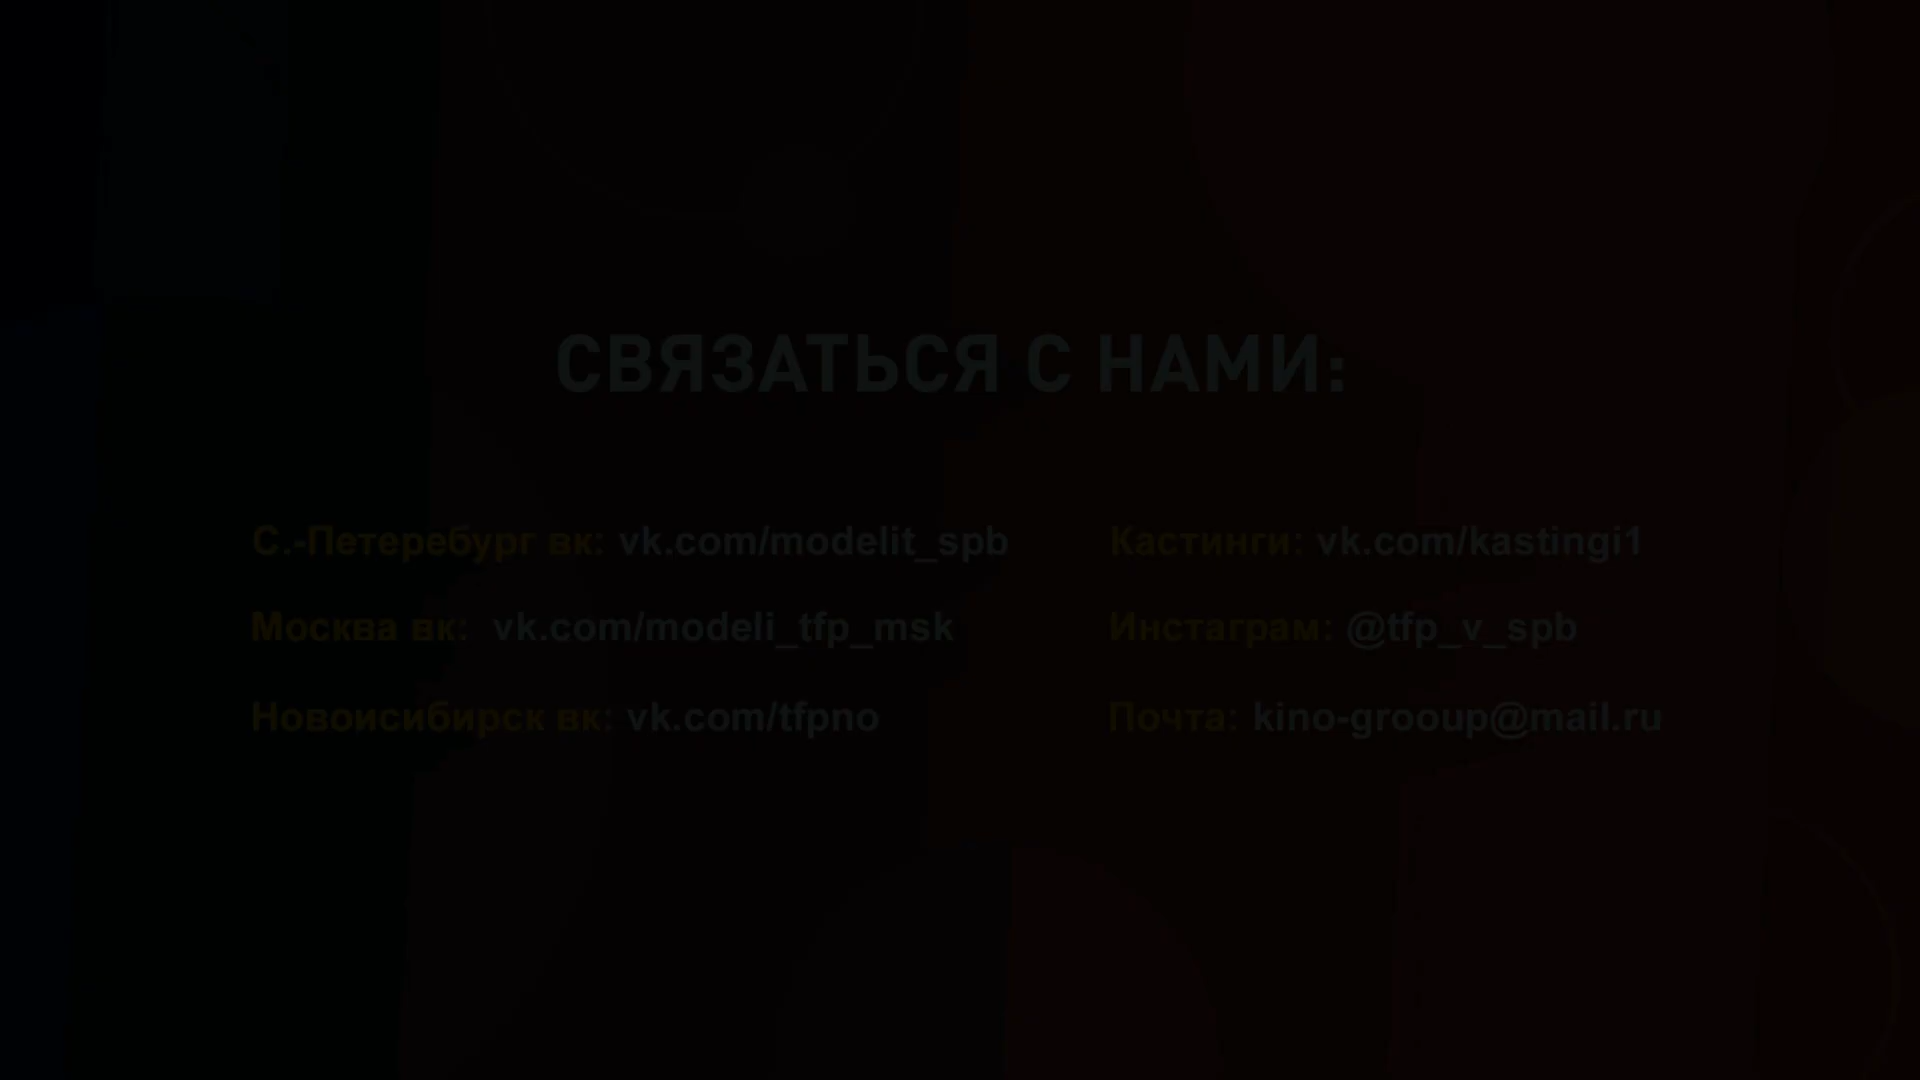 СВЯЗАТЬСЯ С НАМИ:
С.-Петеребург вк: vk.com/modelit_spb
Москва вк: vk.com/modeli_tfp_msk
Новоисибирск вк: vk.com/tfpno
Кастинги: vk.com/kastingi1
Инстаграм: @tfp_v_spb
Почта: kino-grooup@mail.ru